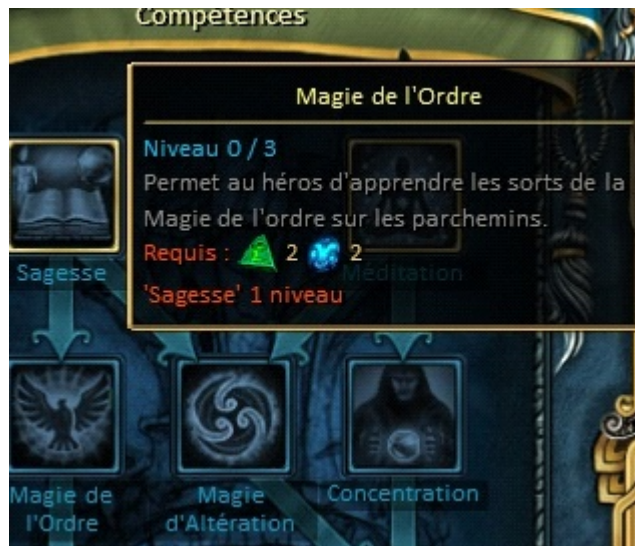 Compétences
Magie de l'Ordre
Niveau 0 / 3
Permet au héros d'apprendre les sorts de la
Magie de l'ordre sur les parchemins.
Requis : 2 2
'Sagesse' 1 niveau
Sagesse
Méditation
Magie de
l'Ordre
Magie
d'Altération
Concentration